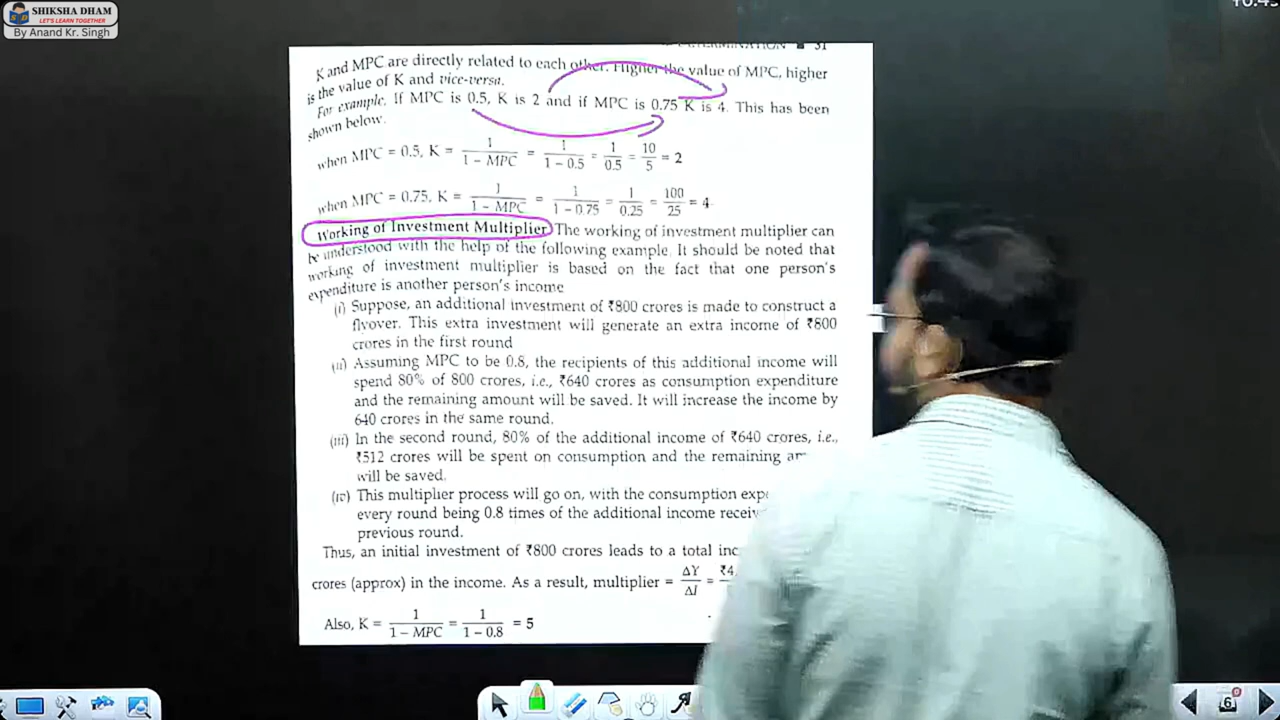 SHIKSHA DHAM
LET'S LEARN TOGETHER
By Anand Kr. Singh
31
K and MPC are directly related to each other. Higher the value of MPC, higher
is the value of K and vice-versa.
For example. If MPC is 0.5, K is 2 and if MPC is 0.75 K is 4. This has been
shown below.
when MPC = 0.5, K = 1/(1 – MPC) = 1/(1 – 0.5) = 1/0.5 = 10/5 = 2
when MPC = 0.75, K = 1/(1 – MPC) = 1/(1 – 0.75) = 1/0.25 = 100/25 = 4
Working of Investment Multiplier The working of investment multiplier can
be understood with the help of the following example. It should be noted that
working of investment multiplier is based on the fact that one person's
expenditure is another person's income
(i) Suppose, an additional investment of ₹800 crores is made to construct a
flyover. This extra investment will generate an extra income of ₹800
crores in the first round
(ii) Assuming MPC to be 0.8, the recipients of this additional income will
spend 80% of 800 crores, i.e., ₹640 crores as consumption expenditure
and the remaining amount will be saved. It will increase the income by
640 crores in the same round.
(iii) In the second round, 80% of the additional income of ₹640 crores, i.e.,
₹512 crores will be spent on consumption and the remaining
will be saved.
(iv) This multiplier process will go on, with the consumption
every round being 0.8 times of the additional income
previous round.
Thus, an initial investment of ₹800 crores leads to a total
crores (approx) in the income. As a result, multiplier = ΔY/ΔI = ₹4,
Also, K = 1/(1 – MPC) = 1/(1 – 0.8) = 5
6